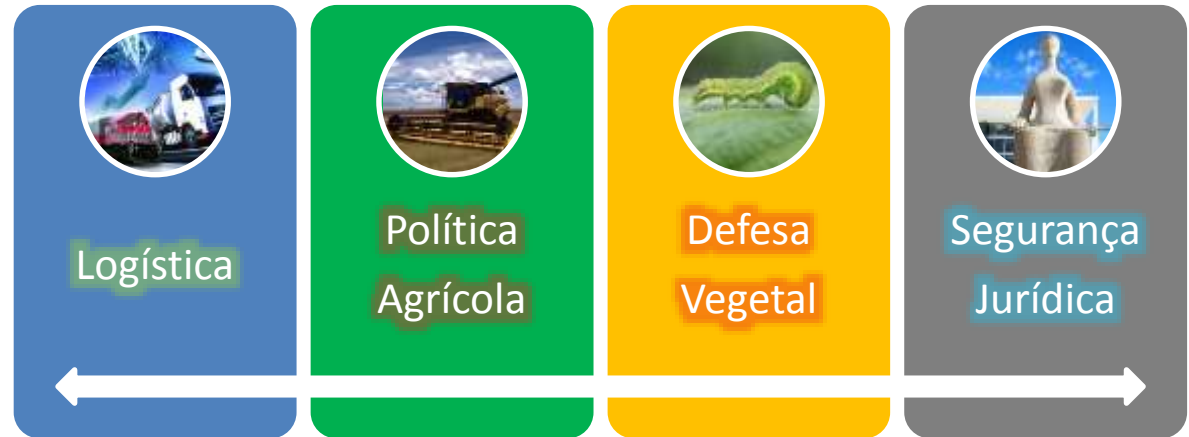 Logística
Política
Agrícola
Defesa
Vegetal
Segurança
Jurídica